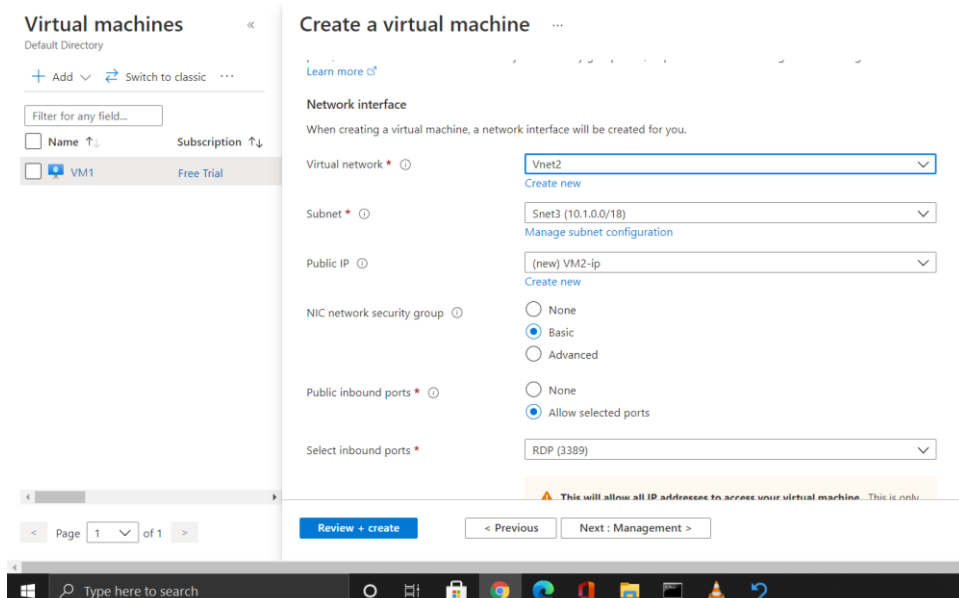 Virtual machines
«
Default Directory
+ Add
Switch to classic ...
Filter for any field...
Name ↑↓ Subscription ↑↓
VM1 Free Trial
< Page 1 of 1 >
Create a virtual machine ...
Learn more
Network interface
When creating a virtual machine, a network interface will be created for you.
Virtual network * Vnet2
Create new
Subnet * Snet3 (10.1.0.0/18)
Manage subnet configuration
Public IP (new) VM2-ip
Create new
NIC network security group None
Basic
Advanced
Public inbound ports * None
Allow selected ports
Select inbound ports * RDP (3389)
This will allow all IP addresses to access your virtual machine. This is only
Review + create < Previous Next : Management >
Type here to search